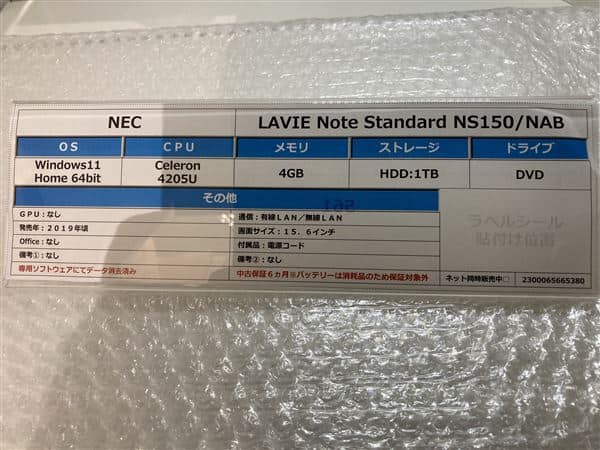 NEC LAVIE Note Standard NS150/NAB
OS CPU メモリ ストレージ ドライブ
Windows11 Home 64bit
Celeron 4205U
4GB
HDD:1TB
DVD
その他
GPU:なし
発売年:2019年頃
Office:なし
備考①:なし
専用ソフトウェアにてデータ消去済み
通信:有線LAN/無線LAN
画面サイズ:15.6インチ
付属品:電源コード
備考②:なし
中古保証6ヵ月※バッテリーは消耗品のため保証対象外
ラベルシール
貼付け位置
ネット同時販売中□ 2300065665380